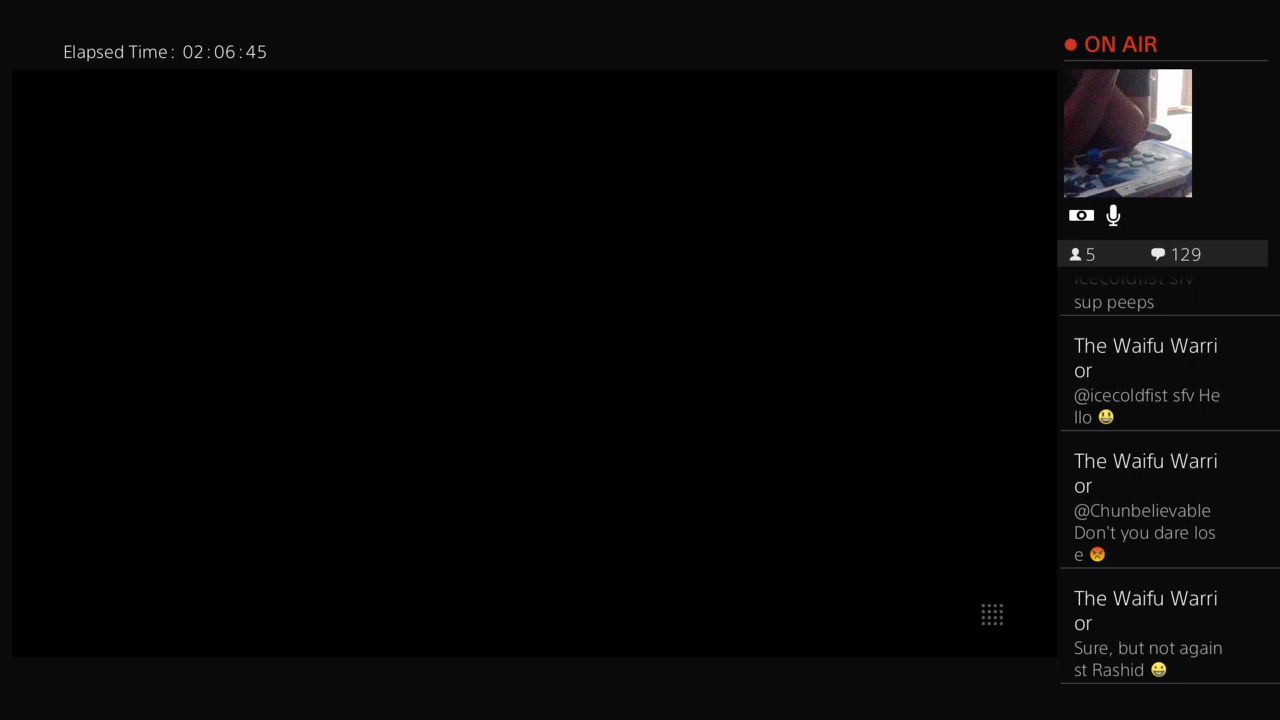 Elapsed Time: 02:06:45
ON AIR
5 129
icecoldfist sfv
sup peeps
The Waifu Warri
or
@icecoldfist sfv He
llo 😃
The Waifu Warri
or
@Chunbelievable
Don't you dare los
e 😡
The Waifu Warri
or
Sure, but not again
st Rashid 😀